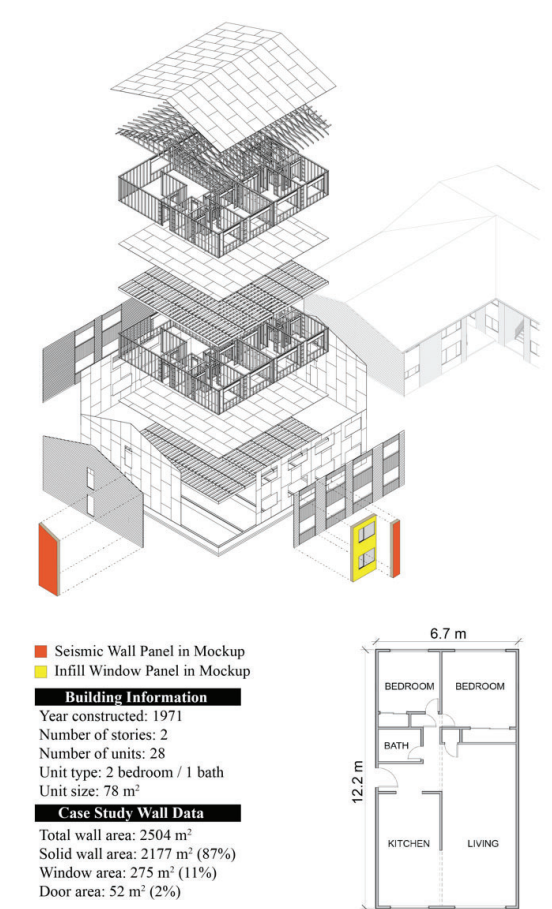 Seismic Wall Panel in Mockup
Infill Window Panel in Mockup
Building Information
Year constructed: 1971
Number of stories: 2
Number of units: 28
Unit type: 2 bedroom / 1 bath
Unit size: 78 m²
Case Study Wall Data
Total wall area: 2504 m²
Solid wall area: 2177 m² (87%)
Window area: 275 m² (11%)
Door area: 52 m² (2%)
6.7 m
BEDROOM
BEDROOM
BATH
12.2 m
KITCHEN
LIVING